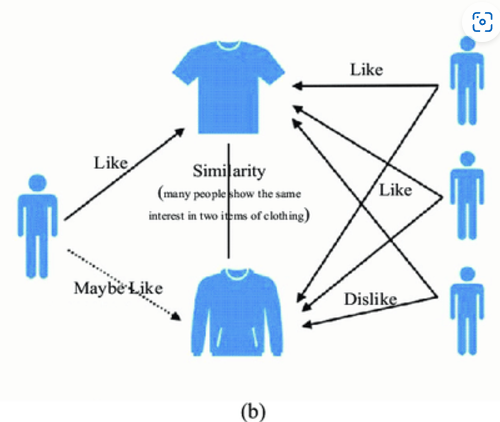 Like
Like
Similarity
(many people show the same
interest in two items of clothing)
Like
Maybe Like
Dislike
(b)